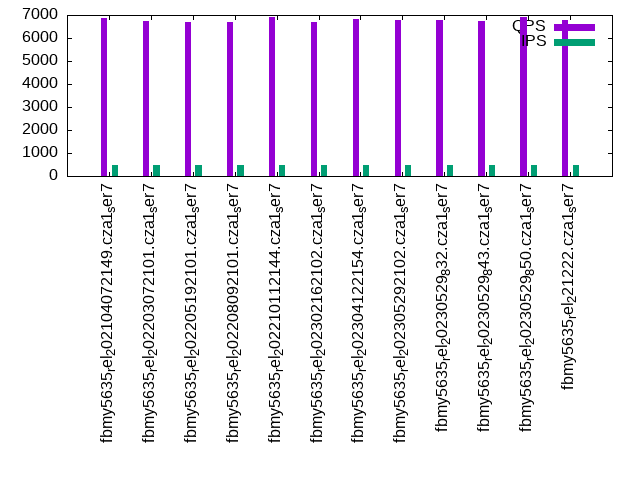 7000
6000
5000
4000
3000
2000
1000
0
QPS
IPS
fbmy5635rel202104072149.cza1ser7
fbmy5635rel202203072101.cza1ser7
fbmy5635rel202205192101.cza1ser7
fbmy5635rel202208092101.cza1ser7
fbmy5635rel202210112144.cza1ser7
fbmy5635rel202302162102.cza1ser7
fbmy5635rel202304122154.cza1ser7
fbmy5635rel202305292102.cza1ser7
fbmy5635rel20230529832.cza1ser7
fbmy5635rel20230529843.cza1ser7
fbmy5635rel20230529850.cza1ser7
fbmy5635rel221222.cza1ser7